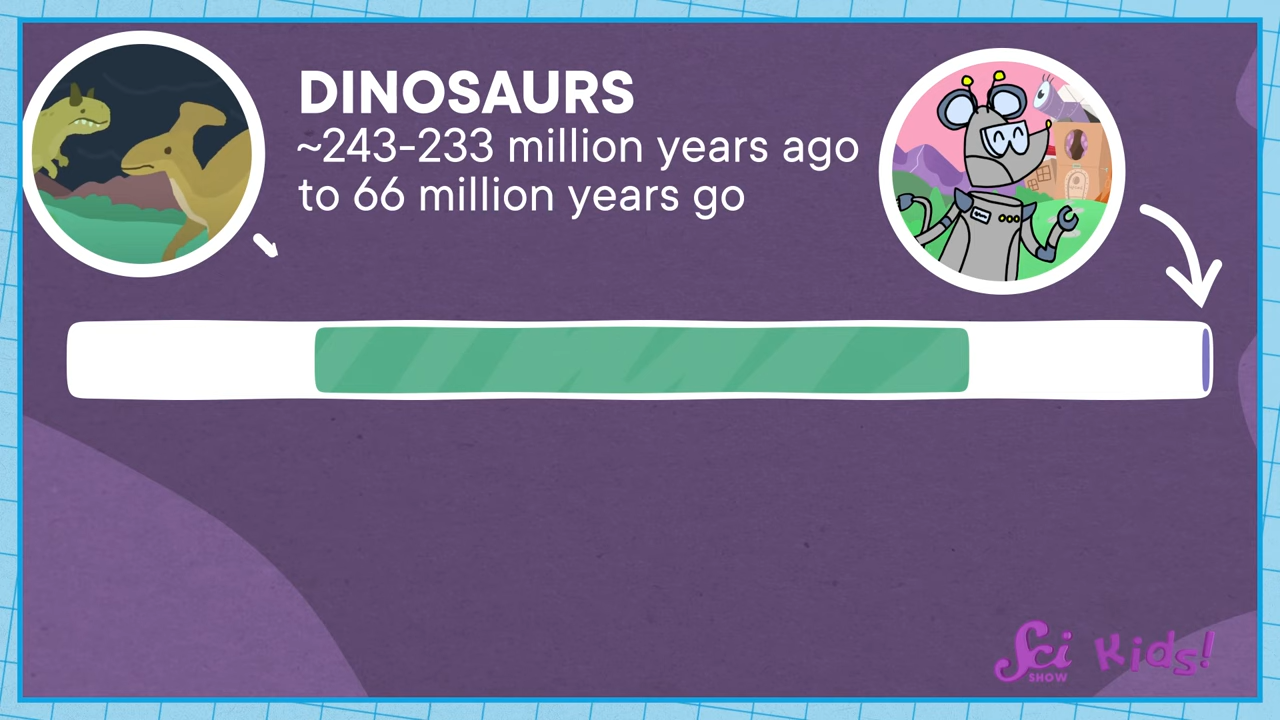 DINOSAURS
~243-233 million years ago
to 66 million years go
Sci Kids!
SHOW